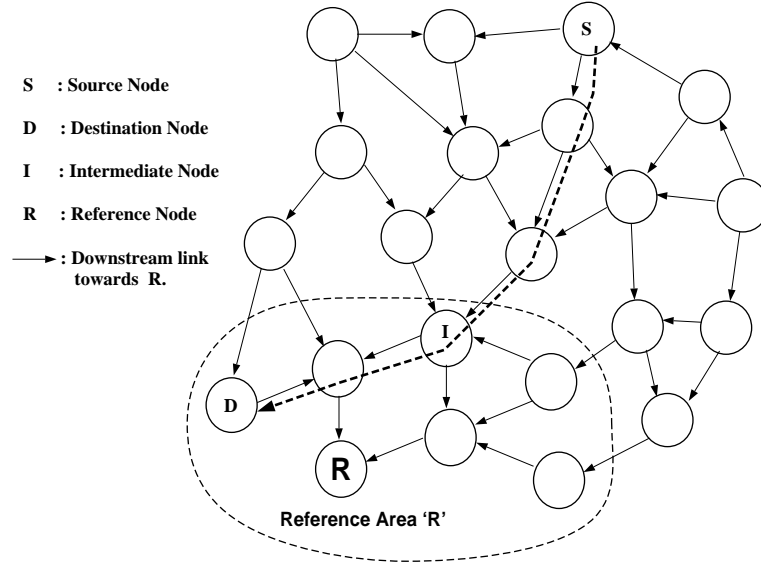 S : Source Node
D : Destination Node
I : Intermediate Node
R : Reference Node
: Downstream link
towards R.
S
I
D
R
Reference Area ‘R’